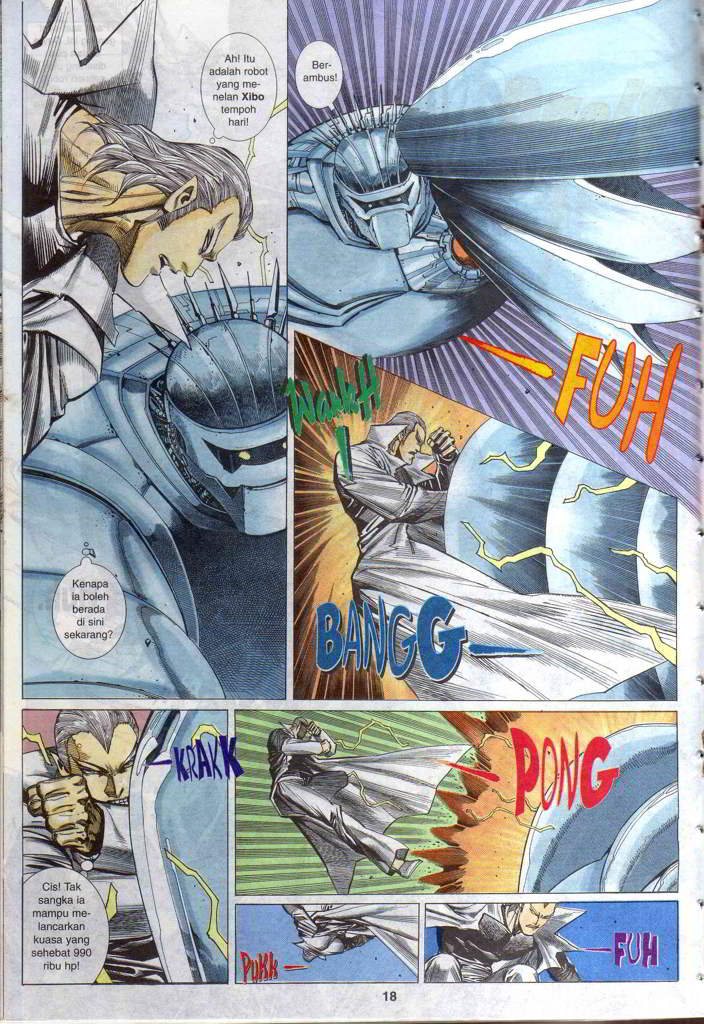 Ah! Itu
adalah robot
yang me-
nelan Xibo
tempoh
hari!
Kenapa
ia boleh
berada
di sini
sekarang?
Ber-
ambus!
FUH
WaahH
!
BANGG
KRAKK
Cis! Tak
sangka ia
mampu me-
lancarkan
kuasa yang
sehebat 990
ribu hp!
PONG
PUKK
FUH
18